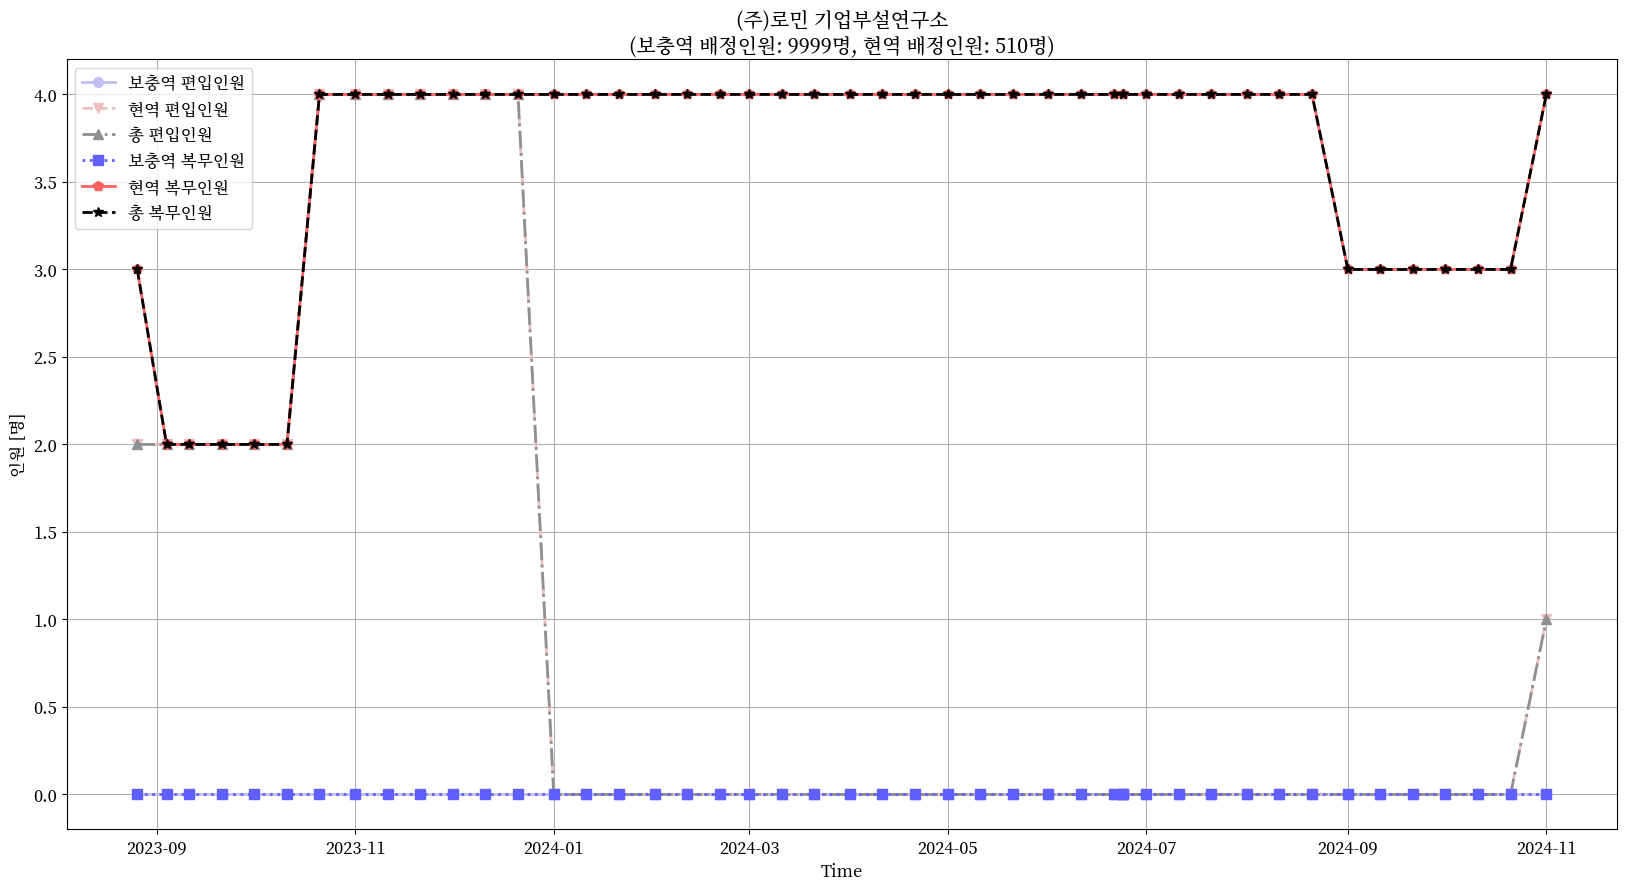 (주)로민 기업부설연구소
(보충역 배정인원: 9999명, 현역 배정인원: 510명)
보충역 편입인원
현역 편입인원
총 편입인원
보충역 복무인원
현역 복무인원
총 복무인원
4.0
3.5
3.0
2.5
2.0
1.5
1.0
0.5
0.0
인원 [명]
2023-09 2023-11 2024-01 2024-03 2024-05 2024-07 2024-09 2024-11
Time